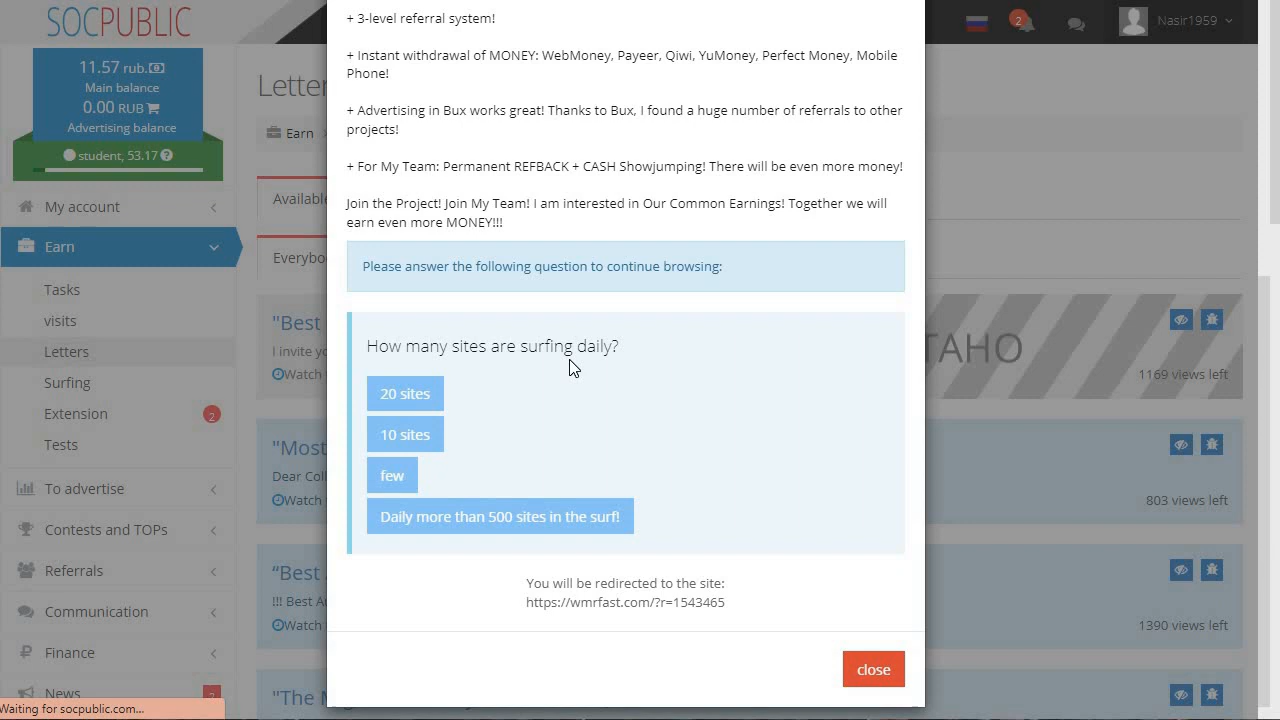 SOCPUBLIC
2
Nasir1959
11.57 rub.
Main balance
0.00 RUB
Advertising balance
student, 53.17
My account
Earn
Tasks
visits
Letters
Surfing
Extension
2
Tests
To advertise
Contests and TOPs
Referrals
Communication
Finance
News
Waiting for socpublic.com...
Letter
Earn
Available
Everybo
"Best
I invite yo
Watch
1169 views left
"Most
Dear Coll
Watch
803 views left
"Best
!!! Best
Watch
1390 views left
"The
+ 3-level referral system!
+ Instant withdrawal of MONEY: WebMoney, Payeer, Qiwi, YuMoney, Perfect Money, Mobile
Phone!
+ Advertising in Bux works great! Thanks to Bux, I found a huge number of referrals to other
projects!
+ For My Team: Permanent REFBACK + CASH Showjumping! There will be even more money!
Join the Project! Join My Team! I am interested in Our Common Earnings! Together we will
earn even more MONEY!!!
Please answer the following question to continue browsing:
How many sites are surfing daily?
20 sites
10 sites
few
Daily more than 500 sites in the surf!
You will be redirected to the site:
https://wmrfast.com/?r=1543465
close
ТАНО